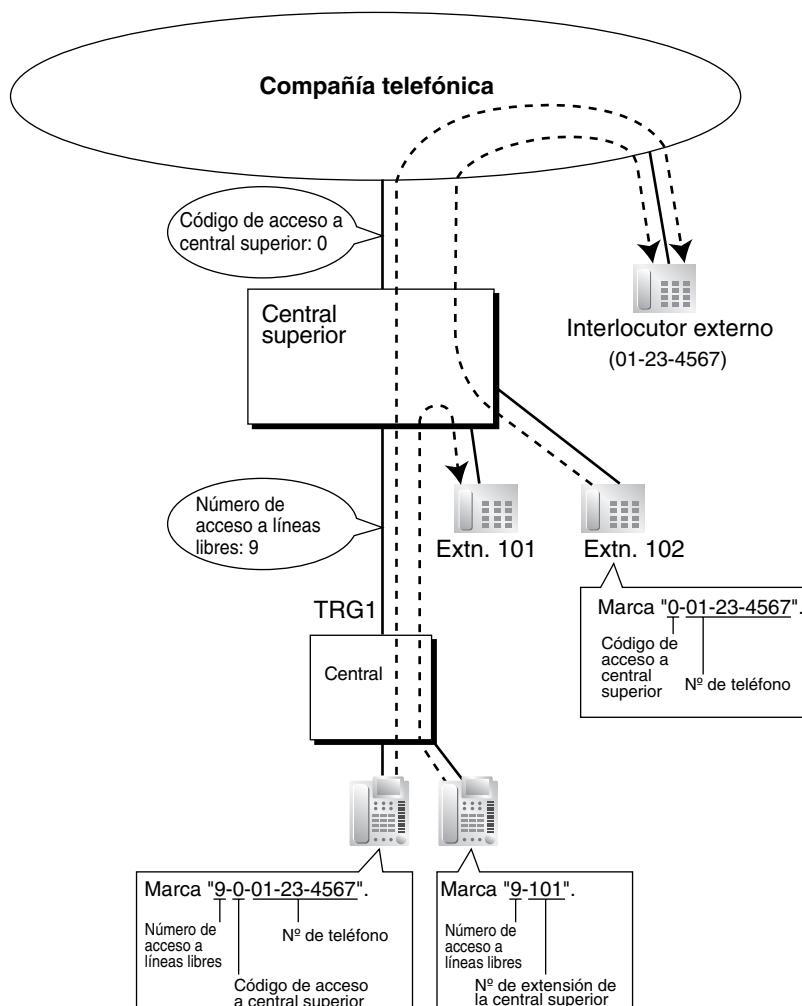 Compañía telefónica
Código de acceso a
central superior: 0
Central
superior
Interlocutor externo
(01-23-4567)
Número de
acceso a líneas
libres: 9
Extn. 101
Extn. 102
TRG1
Marca "0-01-23-4567".
Código de
acceso a
central
superior
Nº de teléfono
Central
Marca "9-0-01-23-4567".
Número de
acceso a
líneas libres
Nº de teléfono
Código de acceso
a central superior
Marca "9-101".
Número de
acceso a
líneas libres
Nº de extensión de
la central superior